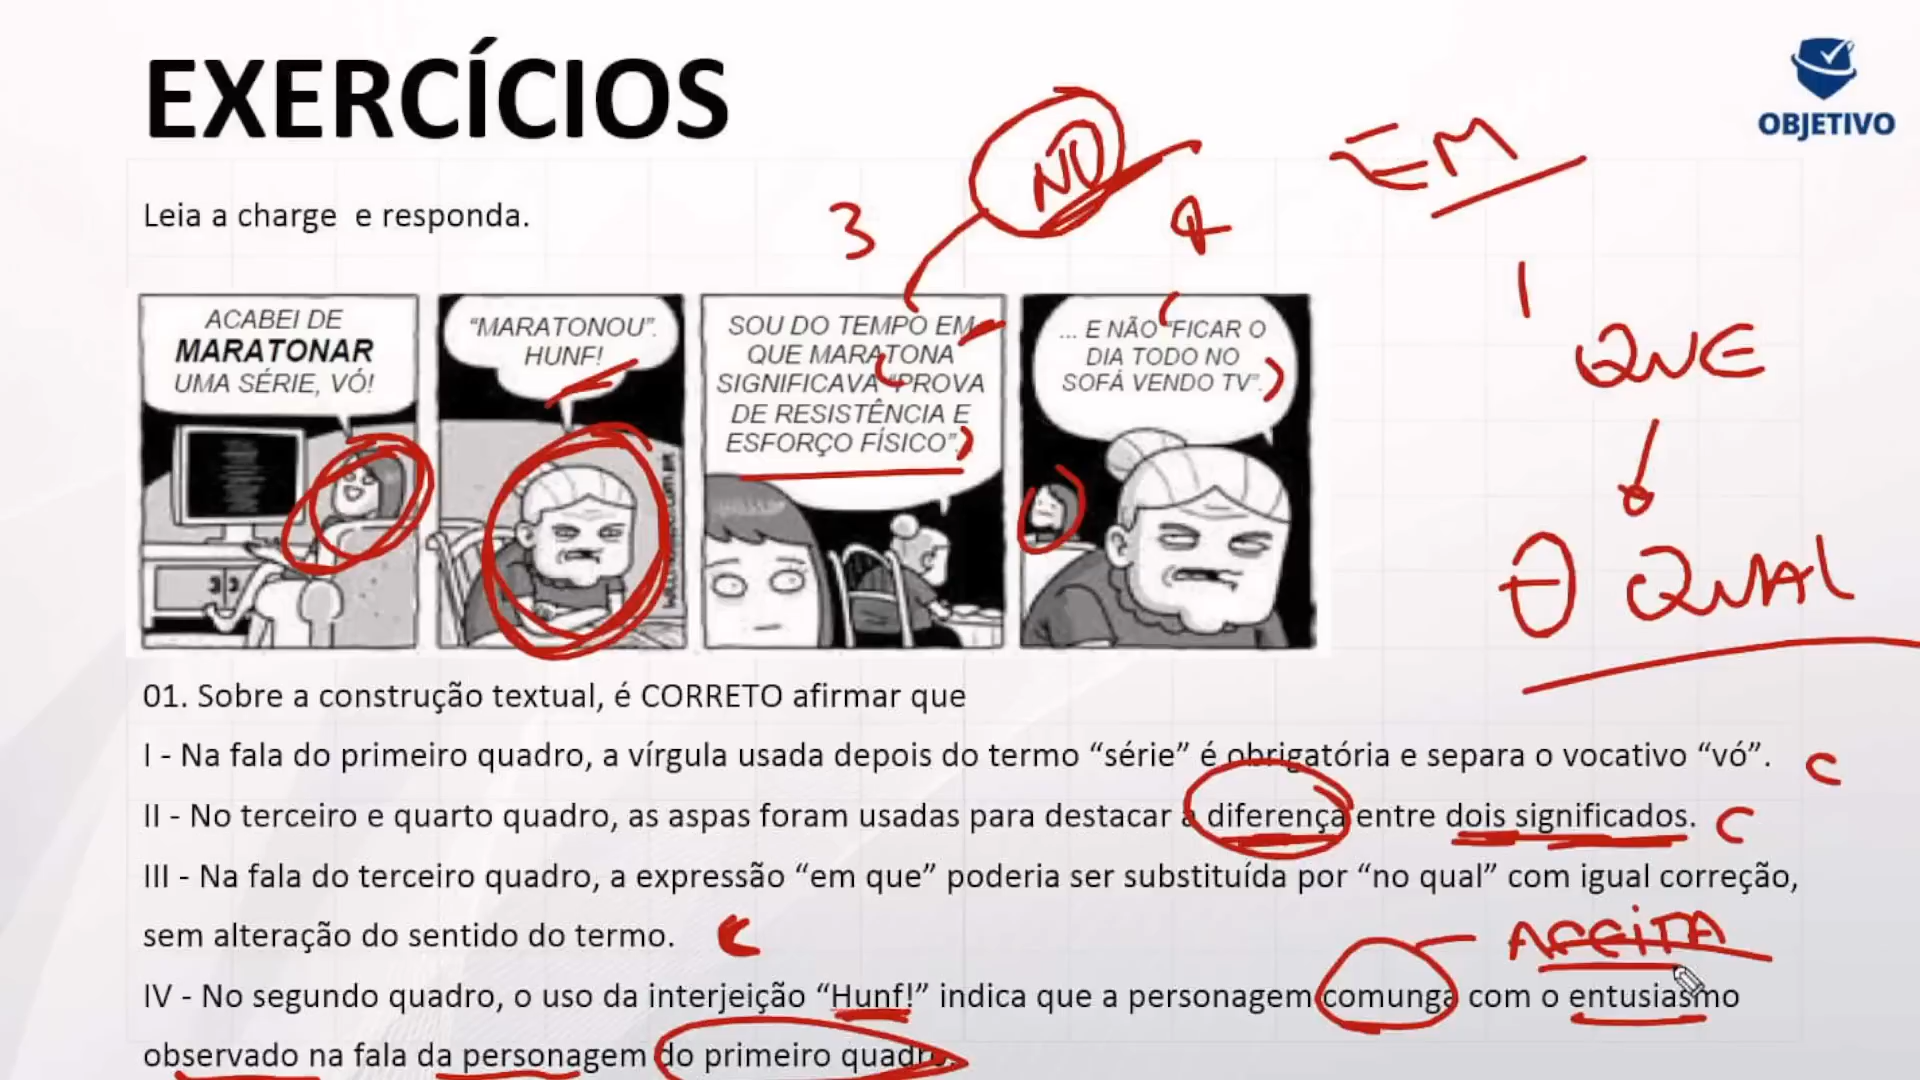 EXERCÍCIOS
OBJETIVO
Leia a charge e responda.
3
NO
4
EM
1
QUE
O QUAL
ACABEI DE
MARATONAR
UMA SÉRIE, VÓ!
“MARATONOU”.
HUNF!
SOU DO TEMPO EM
QUE MARATONA
SIGNIFICAVA “PROVA
DE RESISTÊNCIA E
ESFORÇO FÍSICO”,
... E NÃO “FICAR O
DIA TODO NO
SOFÁ VENDO TV”.
01. Sobre a construção textual, é CORRETO afirmar que
I - Na fala do primeiro quadro, a vírgula usada depois do termo “série” é obrigatória e separa o vocativo “vó”. C
II - No terceiro e quarto quadro, as aspas foram usadas para destacar a diferença entre dois significados. C
III - Na fala do terceiro quadro, a expressão “em que” poderia ser substituída por “no qual” com igual correção,
sem alteração do sentido do termo. C
ACEITA
IV - No segundo quadro, o uso da interjeição “Hunf!” indica que a personagem comunga com o entusiasmo
observado na fala da personagem do primeiro quadro.